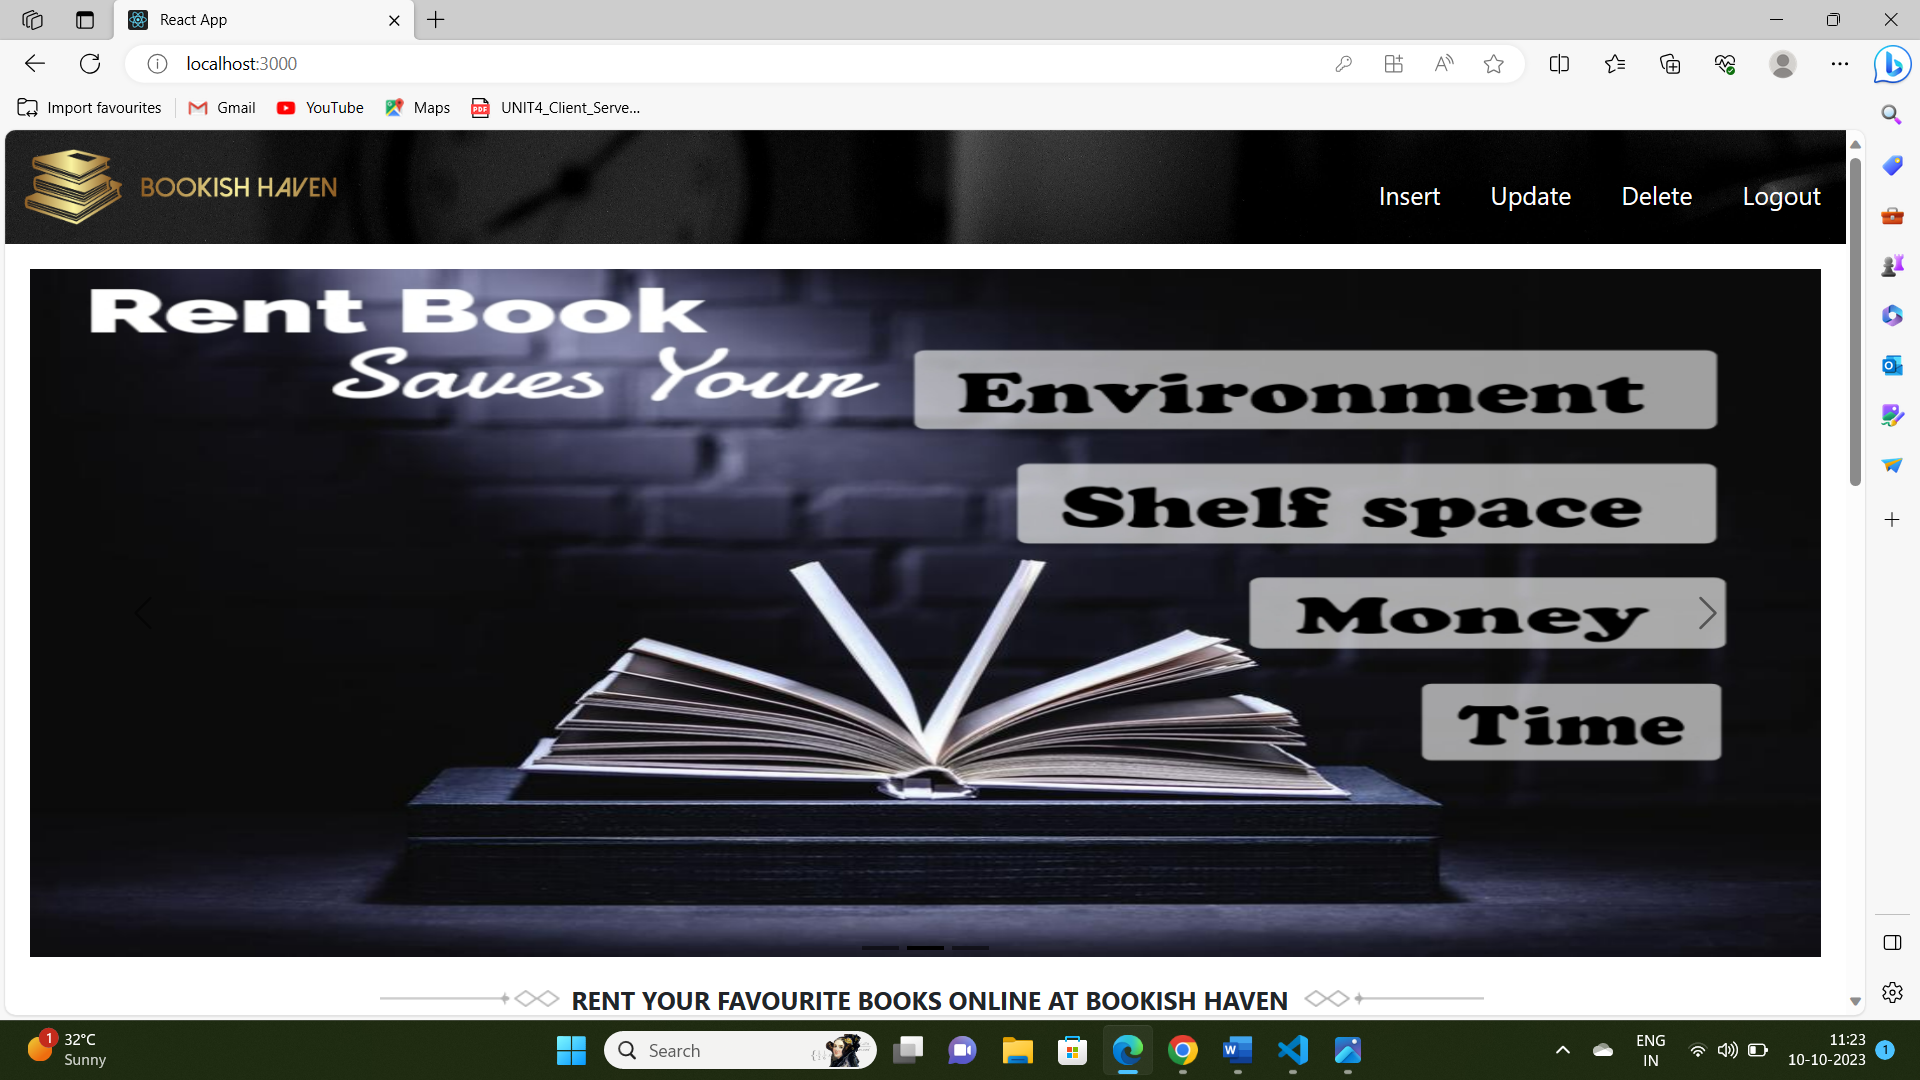 React App
localhost:3000
Import favourites
Gmail
YouTube
Maps
UNIT4_Client_Serve...
BOOKISH HAVEN
Insert
Update
Delete
Logout
Rent Book
Saves Your
Environment
Shelf space
Money
Time
RENT YOUR FAVOURITE BOOKS ONLINE AT BOOKISH HAVEN
1
32°C
Sunny
Search
ENG
IN
11:23
10-10-2023
1